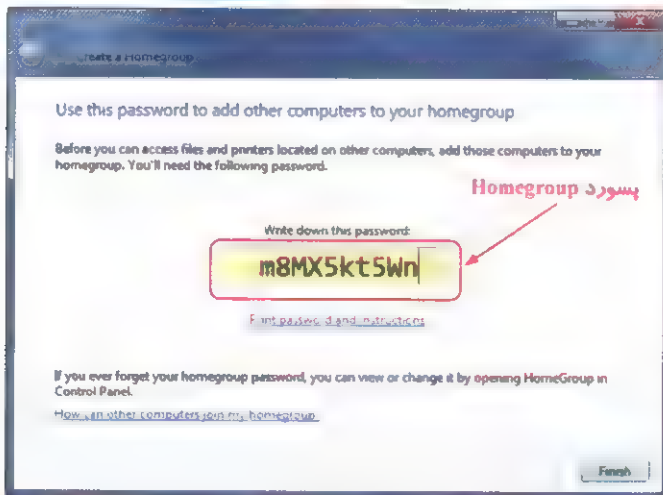 Create a Homegroup
Use this password to add other computers to your homegroup
Before you can access files and printers located on other computers, add those computers to your
homegroup. You'll need the following password.
پسورد Homegroup
Write down this password:
m8MX5kt5Wn
Print password and instructions
If you ever forget your homegroup password, you can view or change it by opening HomeGroup in
Control Panel.
How can other computers join my homegroup
Finish